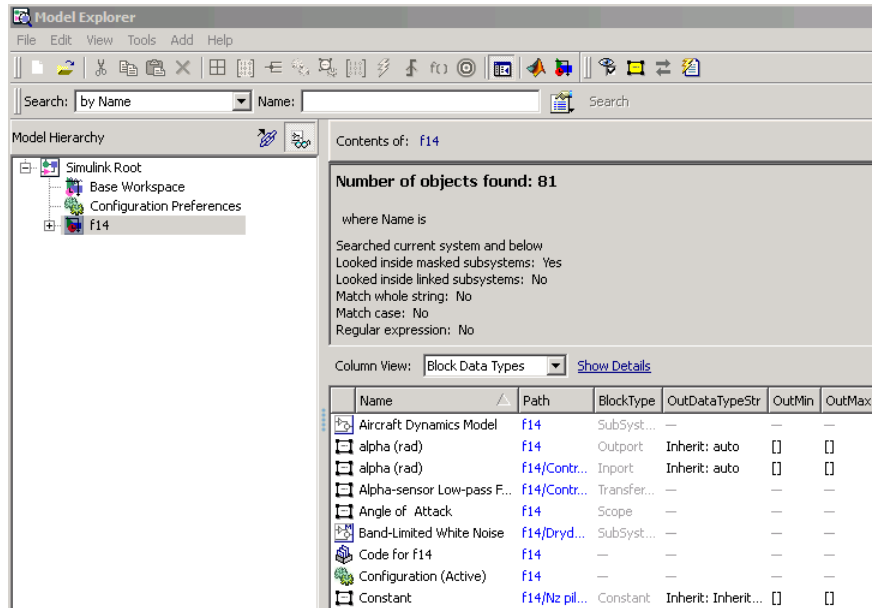 Model Explorer
File Edit View Tools Add Help
f()
Search: by Name Name: Search
Model Hierarchy
Simulink Root
Base Workspace
Configuration Preferences
f14
Contents of: f14
Number of objects found: 81
where Name is
Searched current system and below
Looked inside masked subsystems: Yes
Looked inside linked subsystems: No
Match whole string: No
Match case: No
Regular expression: No
Column View: Block Data Types Show Details
Name Path BlockType OutDataTypeStr OutMin OutMax
Aircraft Dynamics Model f14 SubSyst... — — —
alpha (rad) f14 Outport Inherit: auto [] []
alpha (rad) f14/Contr... Inport Inherit: auto [] []
Alpha-sensor Low-pass F... f14/Contr... Transfer... — — —
Angle of Attack f14 Scope — — —
Band-Limited White Noise f14/Dryd... SubSyst... — — —
Code for f14 f14 — — — —
Configuration (Active) f14 — — — —
Constant f14/Nz pil... Constant Inherit: Inherit... [] []